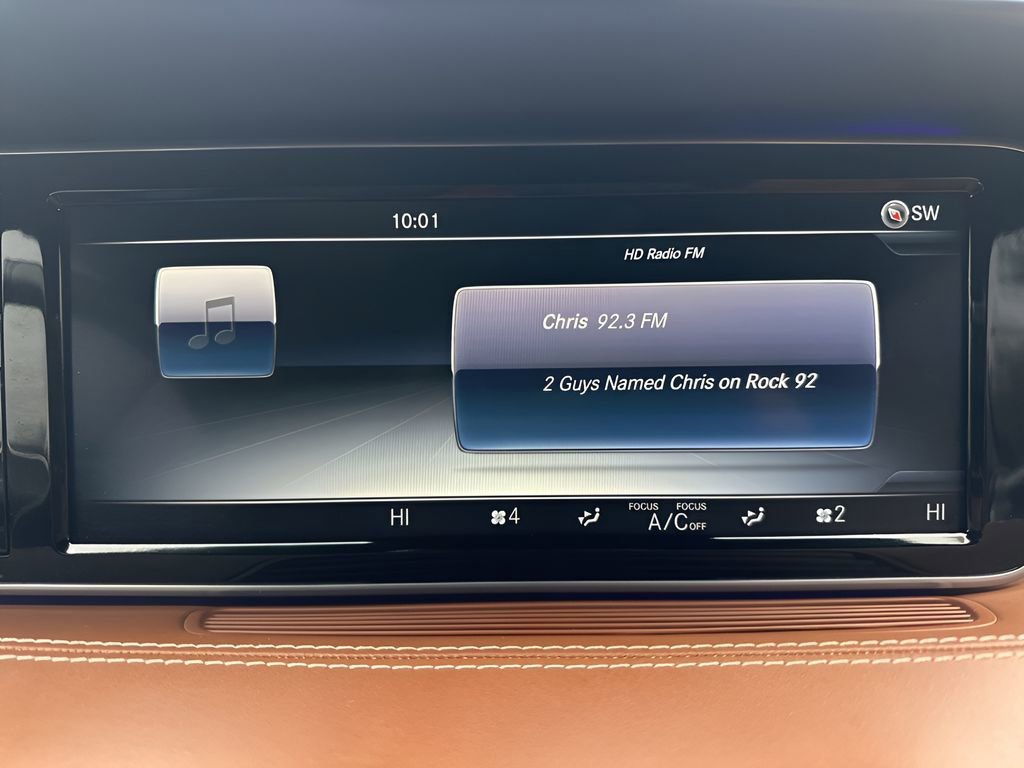 10:01
SW
HD Radio FM
Chris 92.3 FM
2 Guys Named Chris on Rock 92
HI 4 FOCUS FOCUS A/C OFF 2 HI